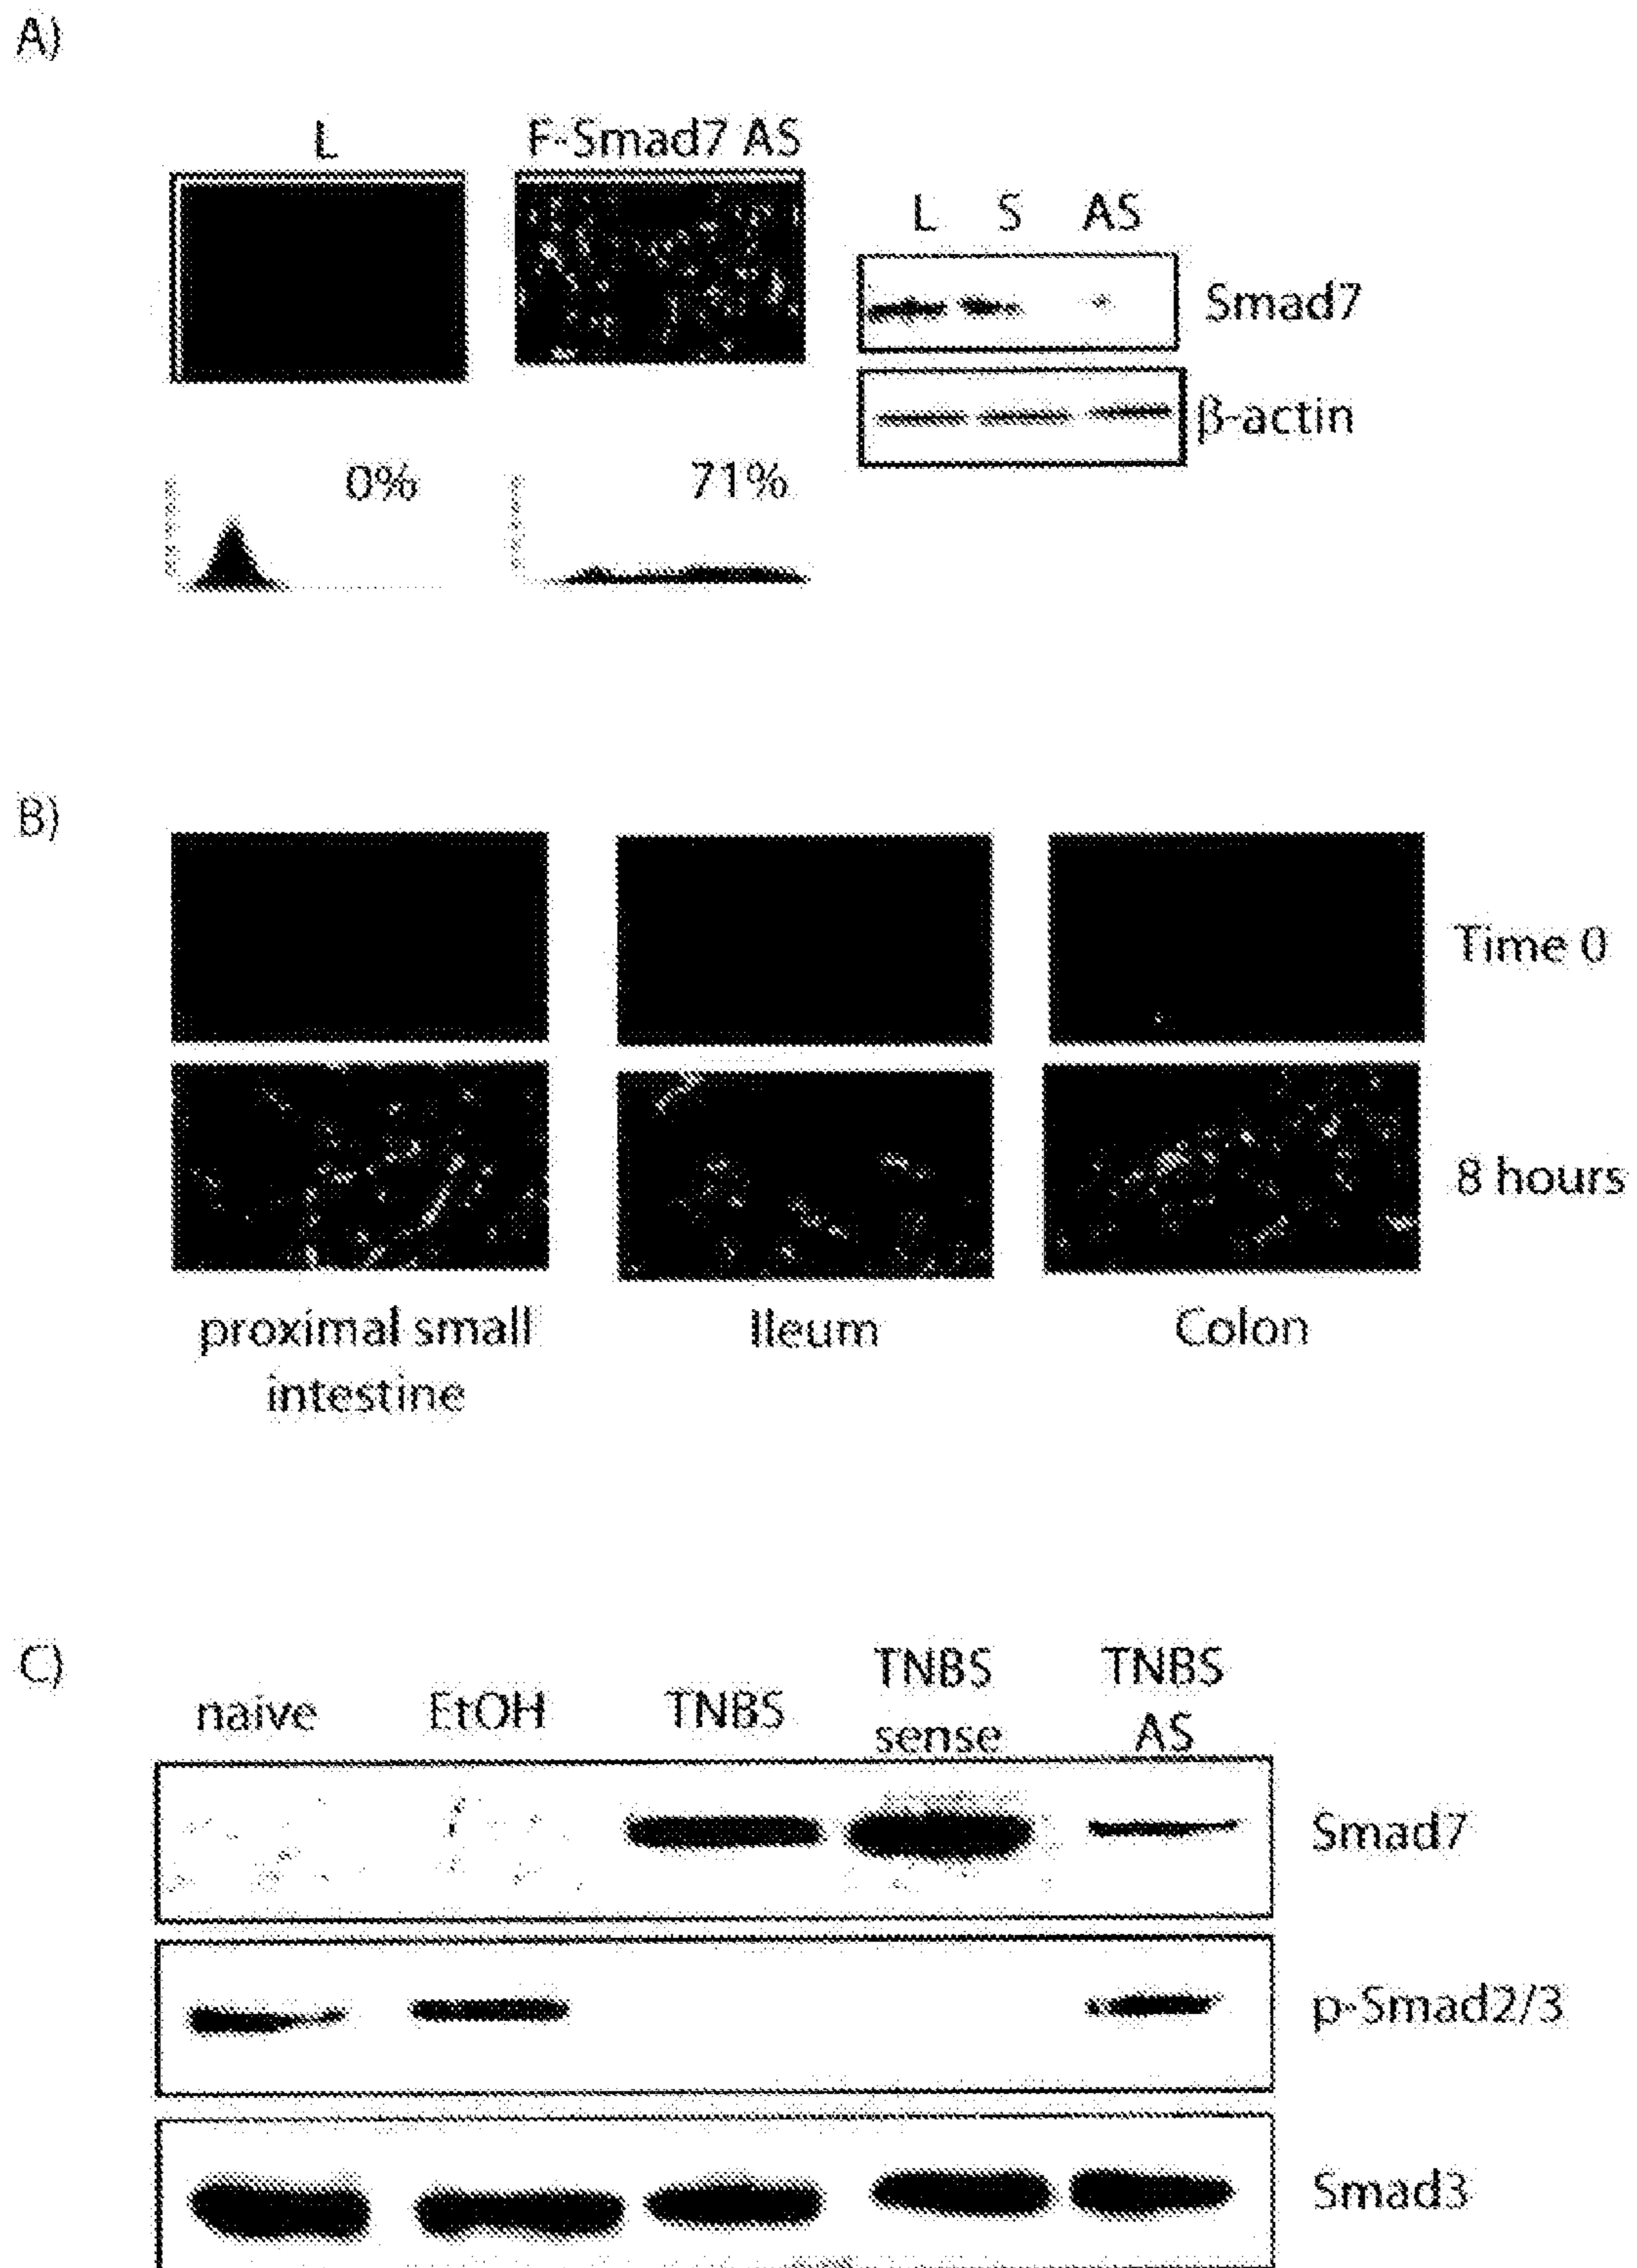 A)
L
F-Smad7 AS
L S AS
Smad7
β-actin
0%
71%
B)
Time 0
8 hours
proximal small
intestine
Ileum
Colon
C)
naive
EtOH
TNBS
TNBS
sense
TNBS
AS
Smad7
p-Smad2/3
Smad3